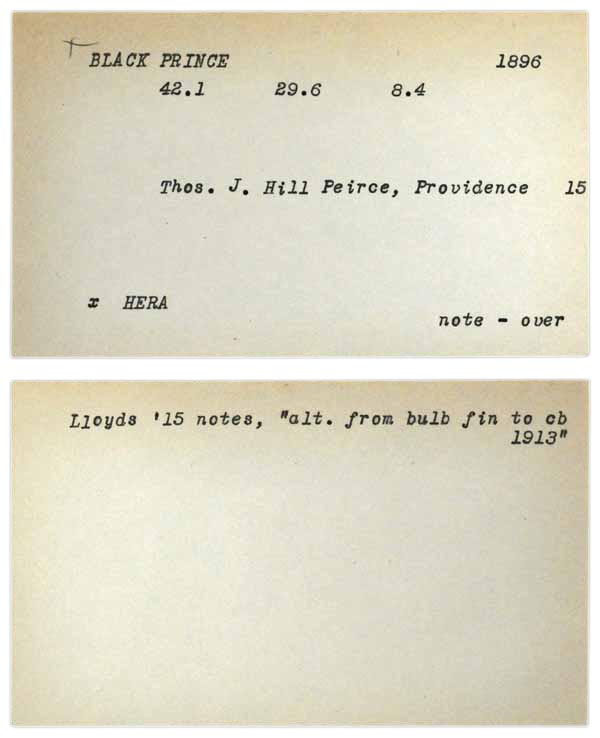 BLACK PRINCE 1896
42.1 29.6 8.4
Thos. J. Hill Peirce, Providence 15
x HERA
note - over
Lloyds '15 notes, "alt. from bulb fin to cb
1913"